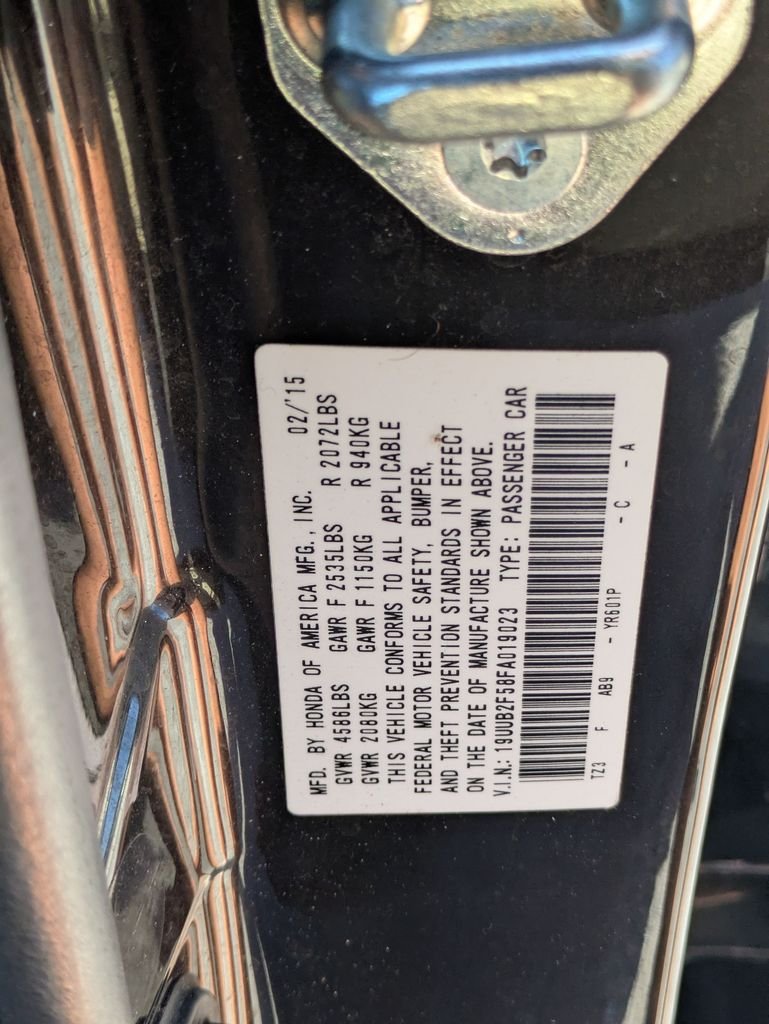 MFD. BY HONDA OF AMERICA MFG., INC. 02/'15
GVWR 4586LBS GAWR F 2535LBS R 2072LBS
GVWR 2080KG GAWR F 1150KG R 940KG
THIS VEHICLE CONFORMS TO ALL APPLICABLE
FEDERAL MOTOR VEHICLE SAFETY, BUMPER,
AND THEFT PREVENTION STANDARDS IN EFFECT
ON THE DATE OF MANUFACTURE SHOWN ABOVE.
V.I.N.: 19UUB2F58FA019023 TYPE: PASSENGER CAR
TZ3 F AB9 - YR601P - C - A